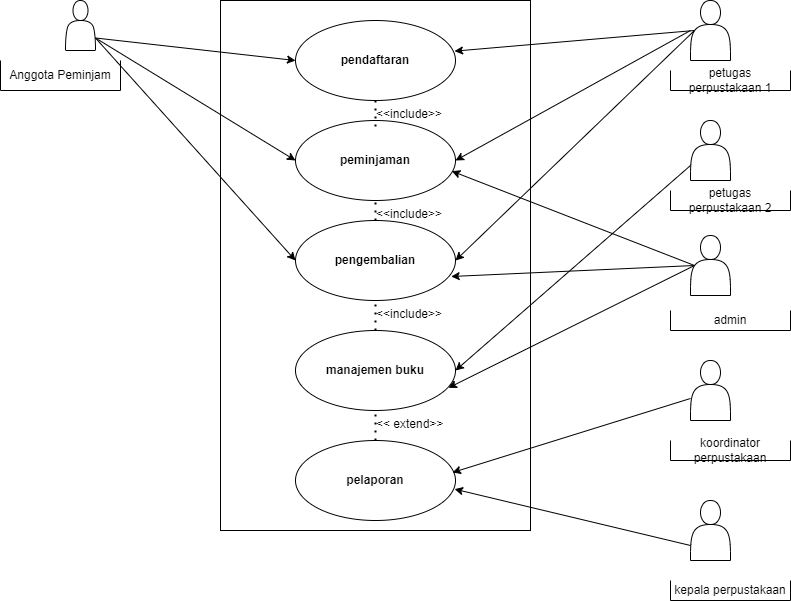 Anggota Peminjam
pendaftaran
<<include>>
peminjaman
<<include>>
pengembalian
<<include>>
manajemen buku
<< extend>>
pelaporan
petugas
perpustakaan 1
petugas
perpustakaan 2
admin
koordinator
perpustakaan
kepala perpustakaan